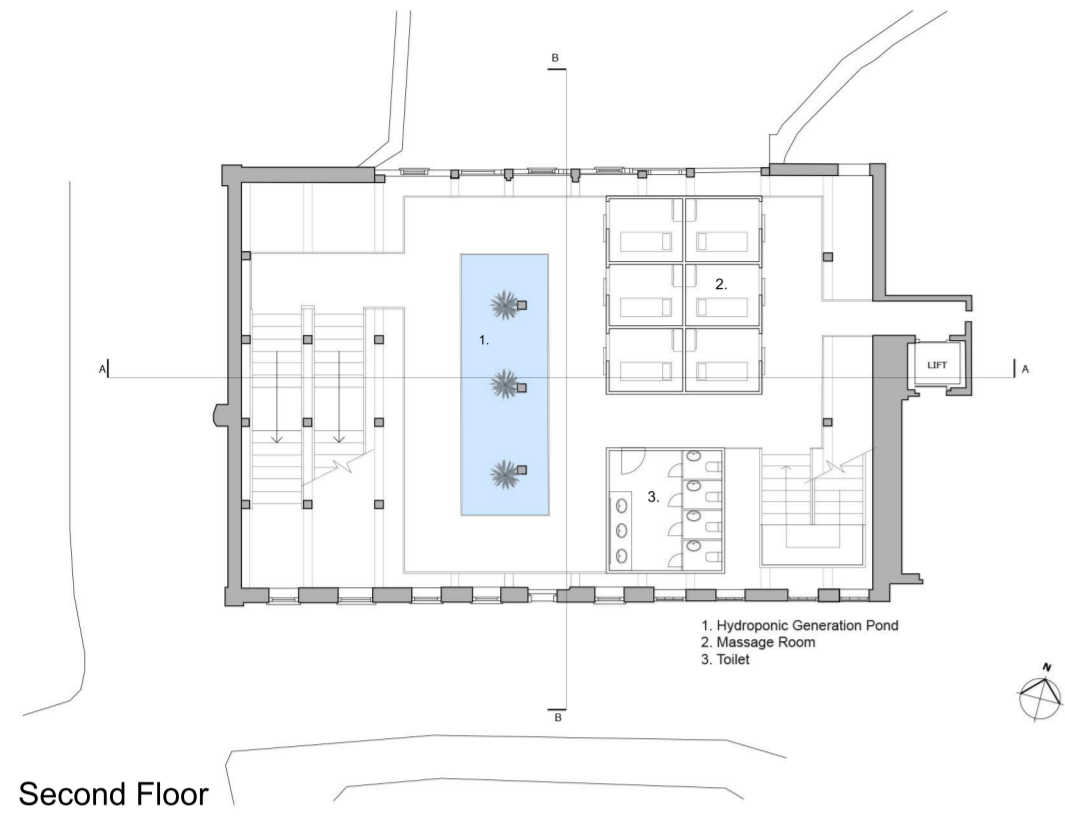 B
1.
2.
3.
A
A
LIFT
1. Hydroponic Generation Pond
2. Massage Room
3. Toilet
N
B
Second Floor